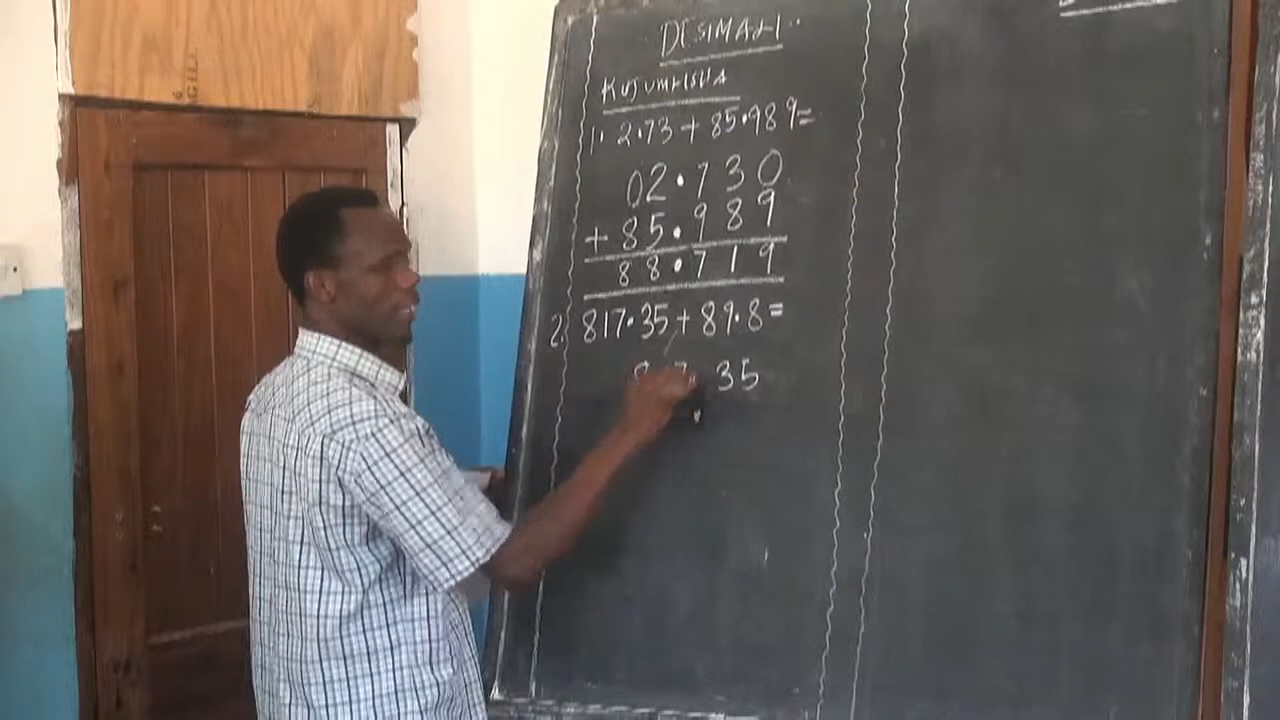 DESIMALI
KUJUMLISHA
1. 2.73 + 85.989=
02.730
+ 85.989
88.719
2. 817.35+89.8=
35